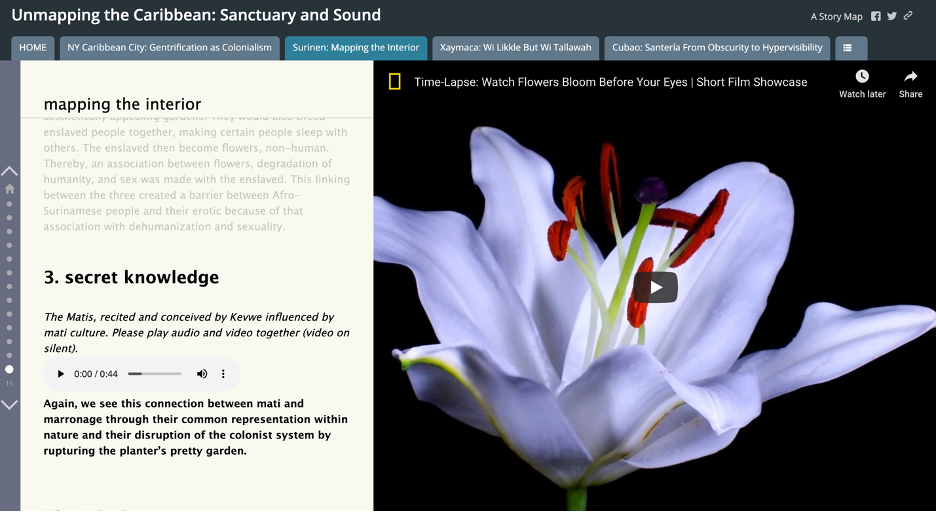 Unmapping the Caribbean: Sanctuary and Sound
A Story Map
HOME
NY Caribbean City: Gentrification as Colonialism
Surinen: Mapping the Interior
Xaymaca: Wi Likkle But Wi Tallawah
Cubao: Santería From Obscurity to Hypervisibility
mapping the interior
aesthetically appealing gardens. They would also breed
enslaved people together, making certain people sleep with
others. The enslaved then become flowers, non-human.
Thereby, an association between flowers, degradation of
humanity, and sex was made with the enslaved. This linking
between the three created a barrier between Afro-
Surinamese people and their erotic because of that
association with dehumanization and sexuality.
3. secret knowledge
The Matis, recited and conceived by Kevwe influenced by
mati culture. Please play audio and video together (video on
silent).
0:00 / 0:44
Again, we see this connection between mati and
marronage through their common representation within
nature and their disruption of the colonist system by
rupturing the planter's pretty garden.
15
Time-Lapse: Watch Flowers Bloom Before Your Eyes | Short Film Showcase
Watch later
Share